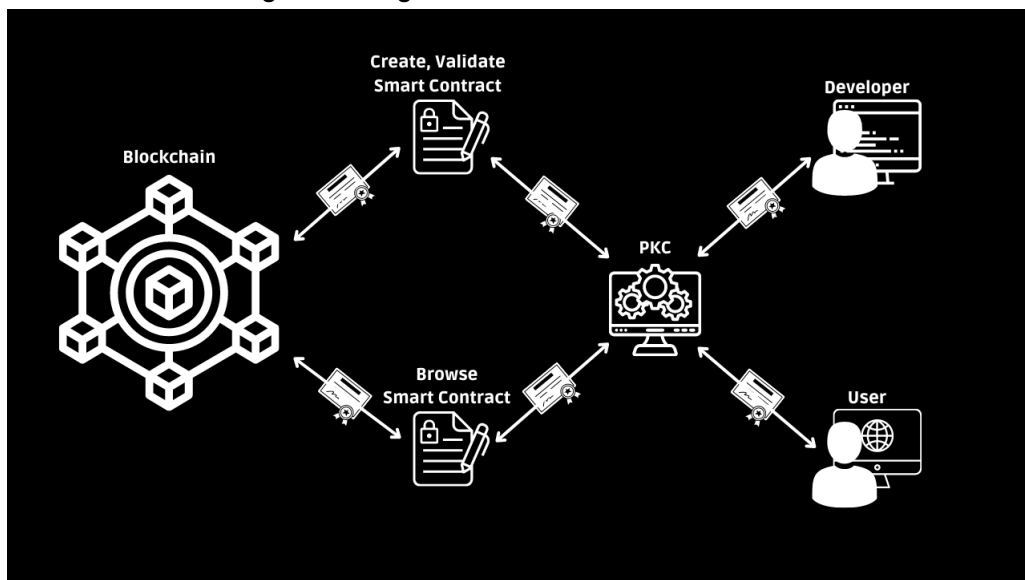 Create, Validate
Smart Contract
Developer
Blockchain
PKC
Browse
Smart Contract
User